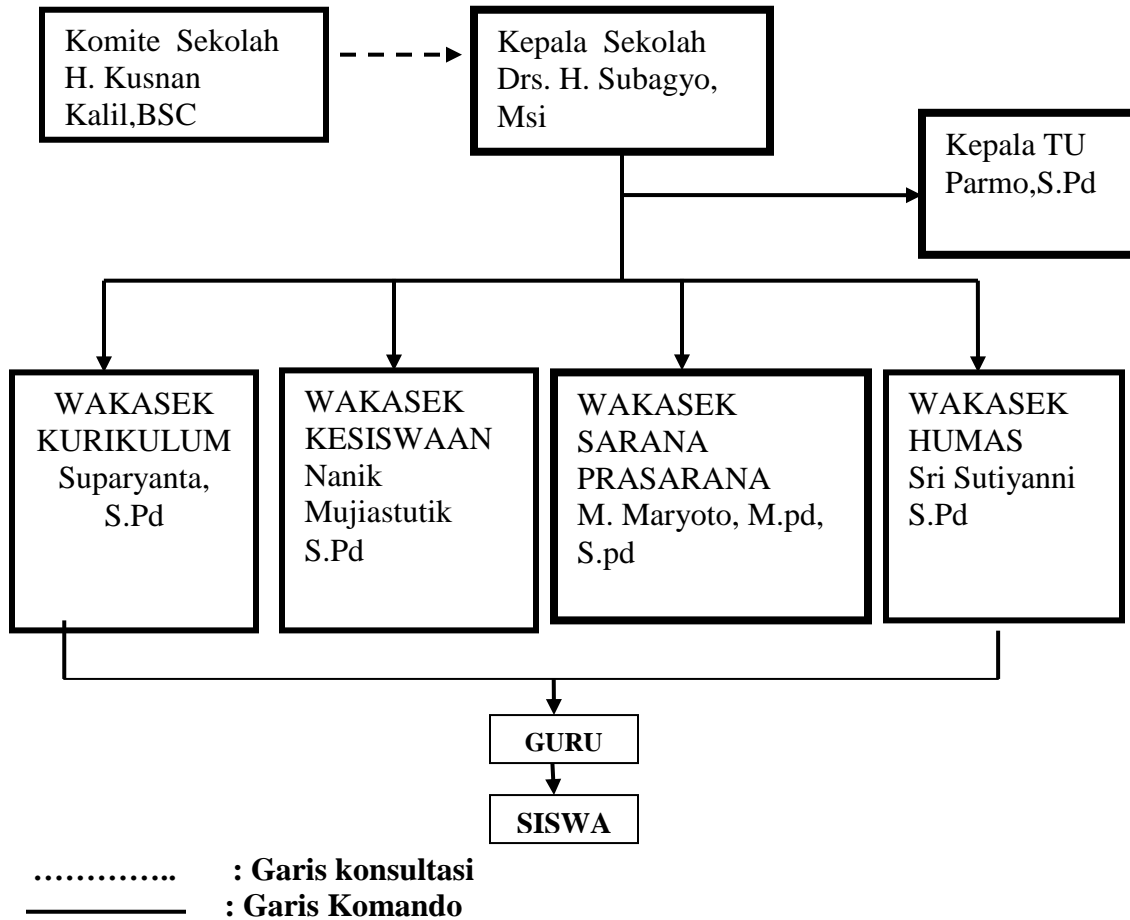 Komite Sekolah
H. Kusnan
Kalil,BSC
Kepala Sekolah
Drs. H. Subagyo,
Msi
Kepala TU
Parmo,S.Pd
WAKASEK
KURIKULUM
Suparyanta,
S.Pd
WAKASEK
KESISWAAN
Nanik
Mujiastutik
S.Pd
WAKASEK
SARANA
PRASARANA
M. Maryoto, M.pd,
S.pd
WAKASEK
HUMAS
Sri Sutiyanni
S.Pd
GURU
SISWA
………….. : Garis konsultasi
: Garis Komando